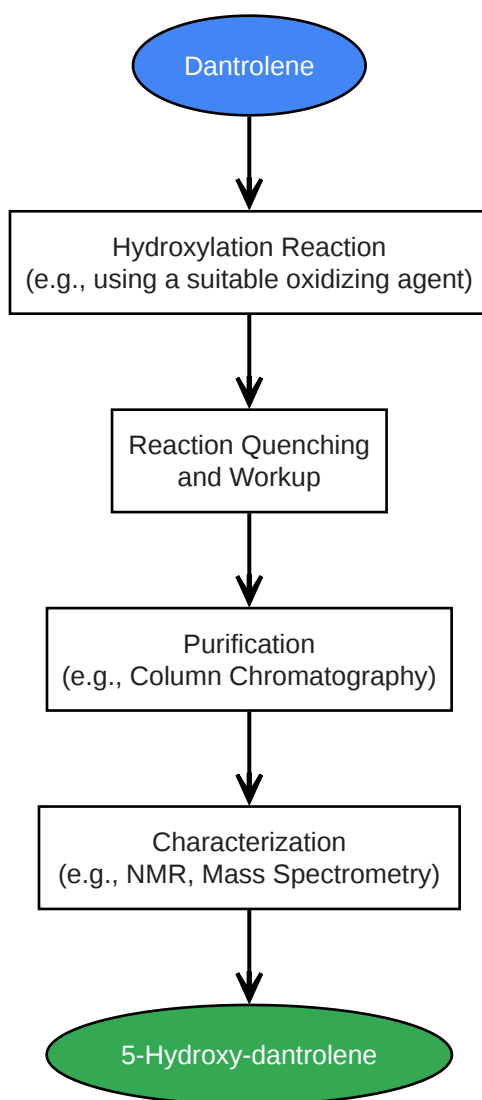 Dantrolene
Hydroxylation Reaction
(e.g., using a suitable oxidizing agent)
Reaction Quenching
and Workup
Purification
(e.g., Column Chromatography)
Characterization
(e.g., NMR, Mass Spectrometry)
5-Hydroxy-dantrolene